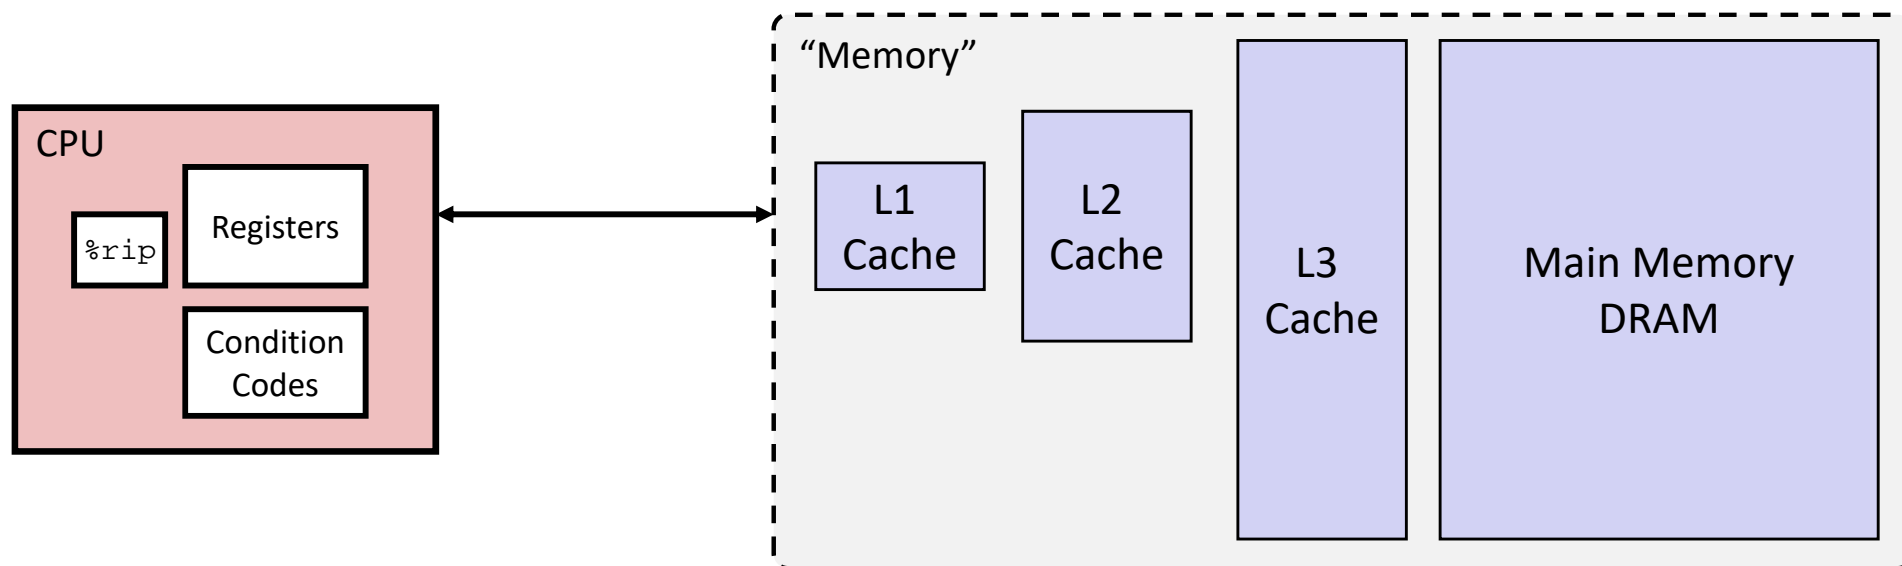 CPU
%rip
Registers
Condition
Codes
“Memory”
L1
Cache
L2
Cache
L3
Cache
Main Memory
DRAM